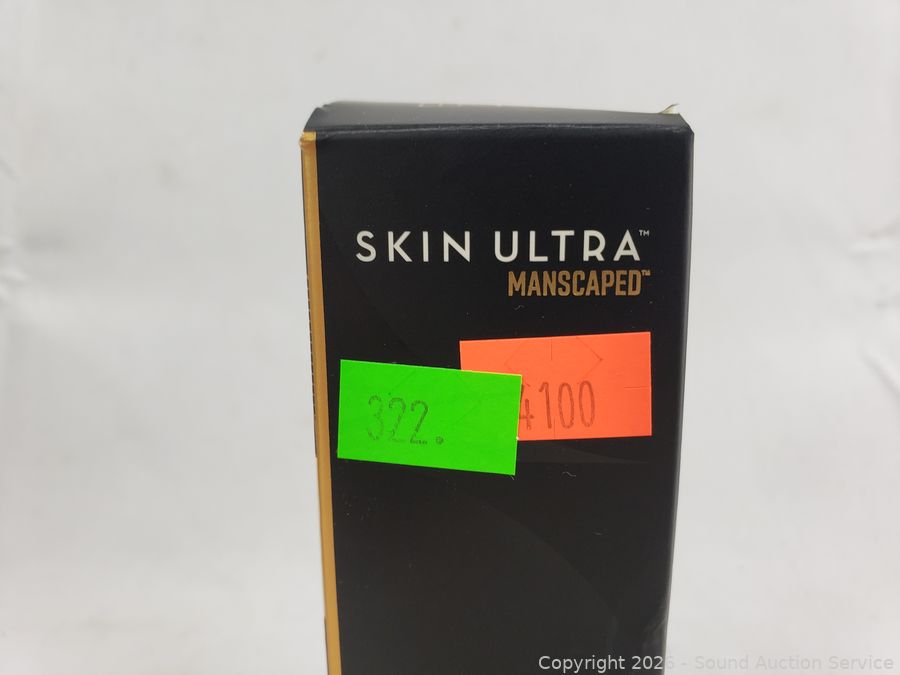 SKIN ULTRA™
MANSCAPED™
322.
4100
Copyright 2026 - Sound Auction Service